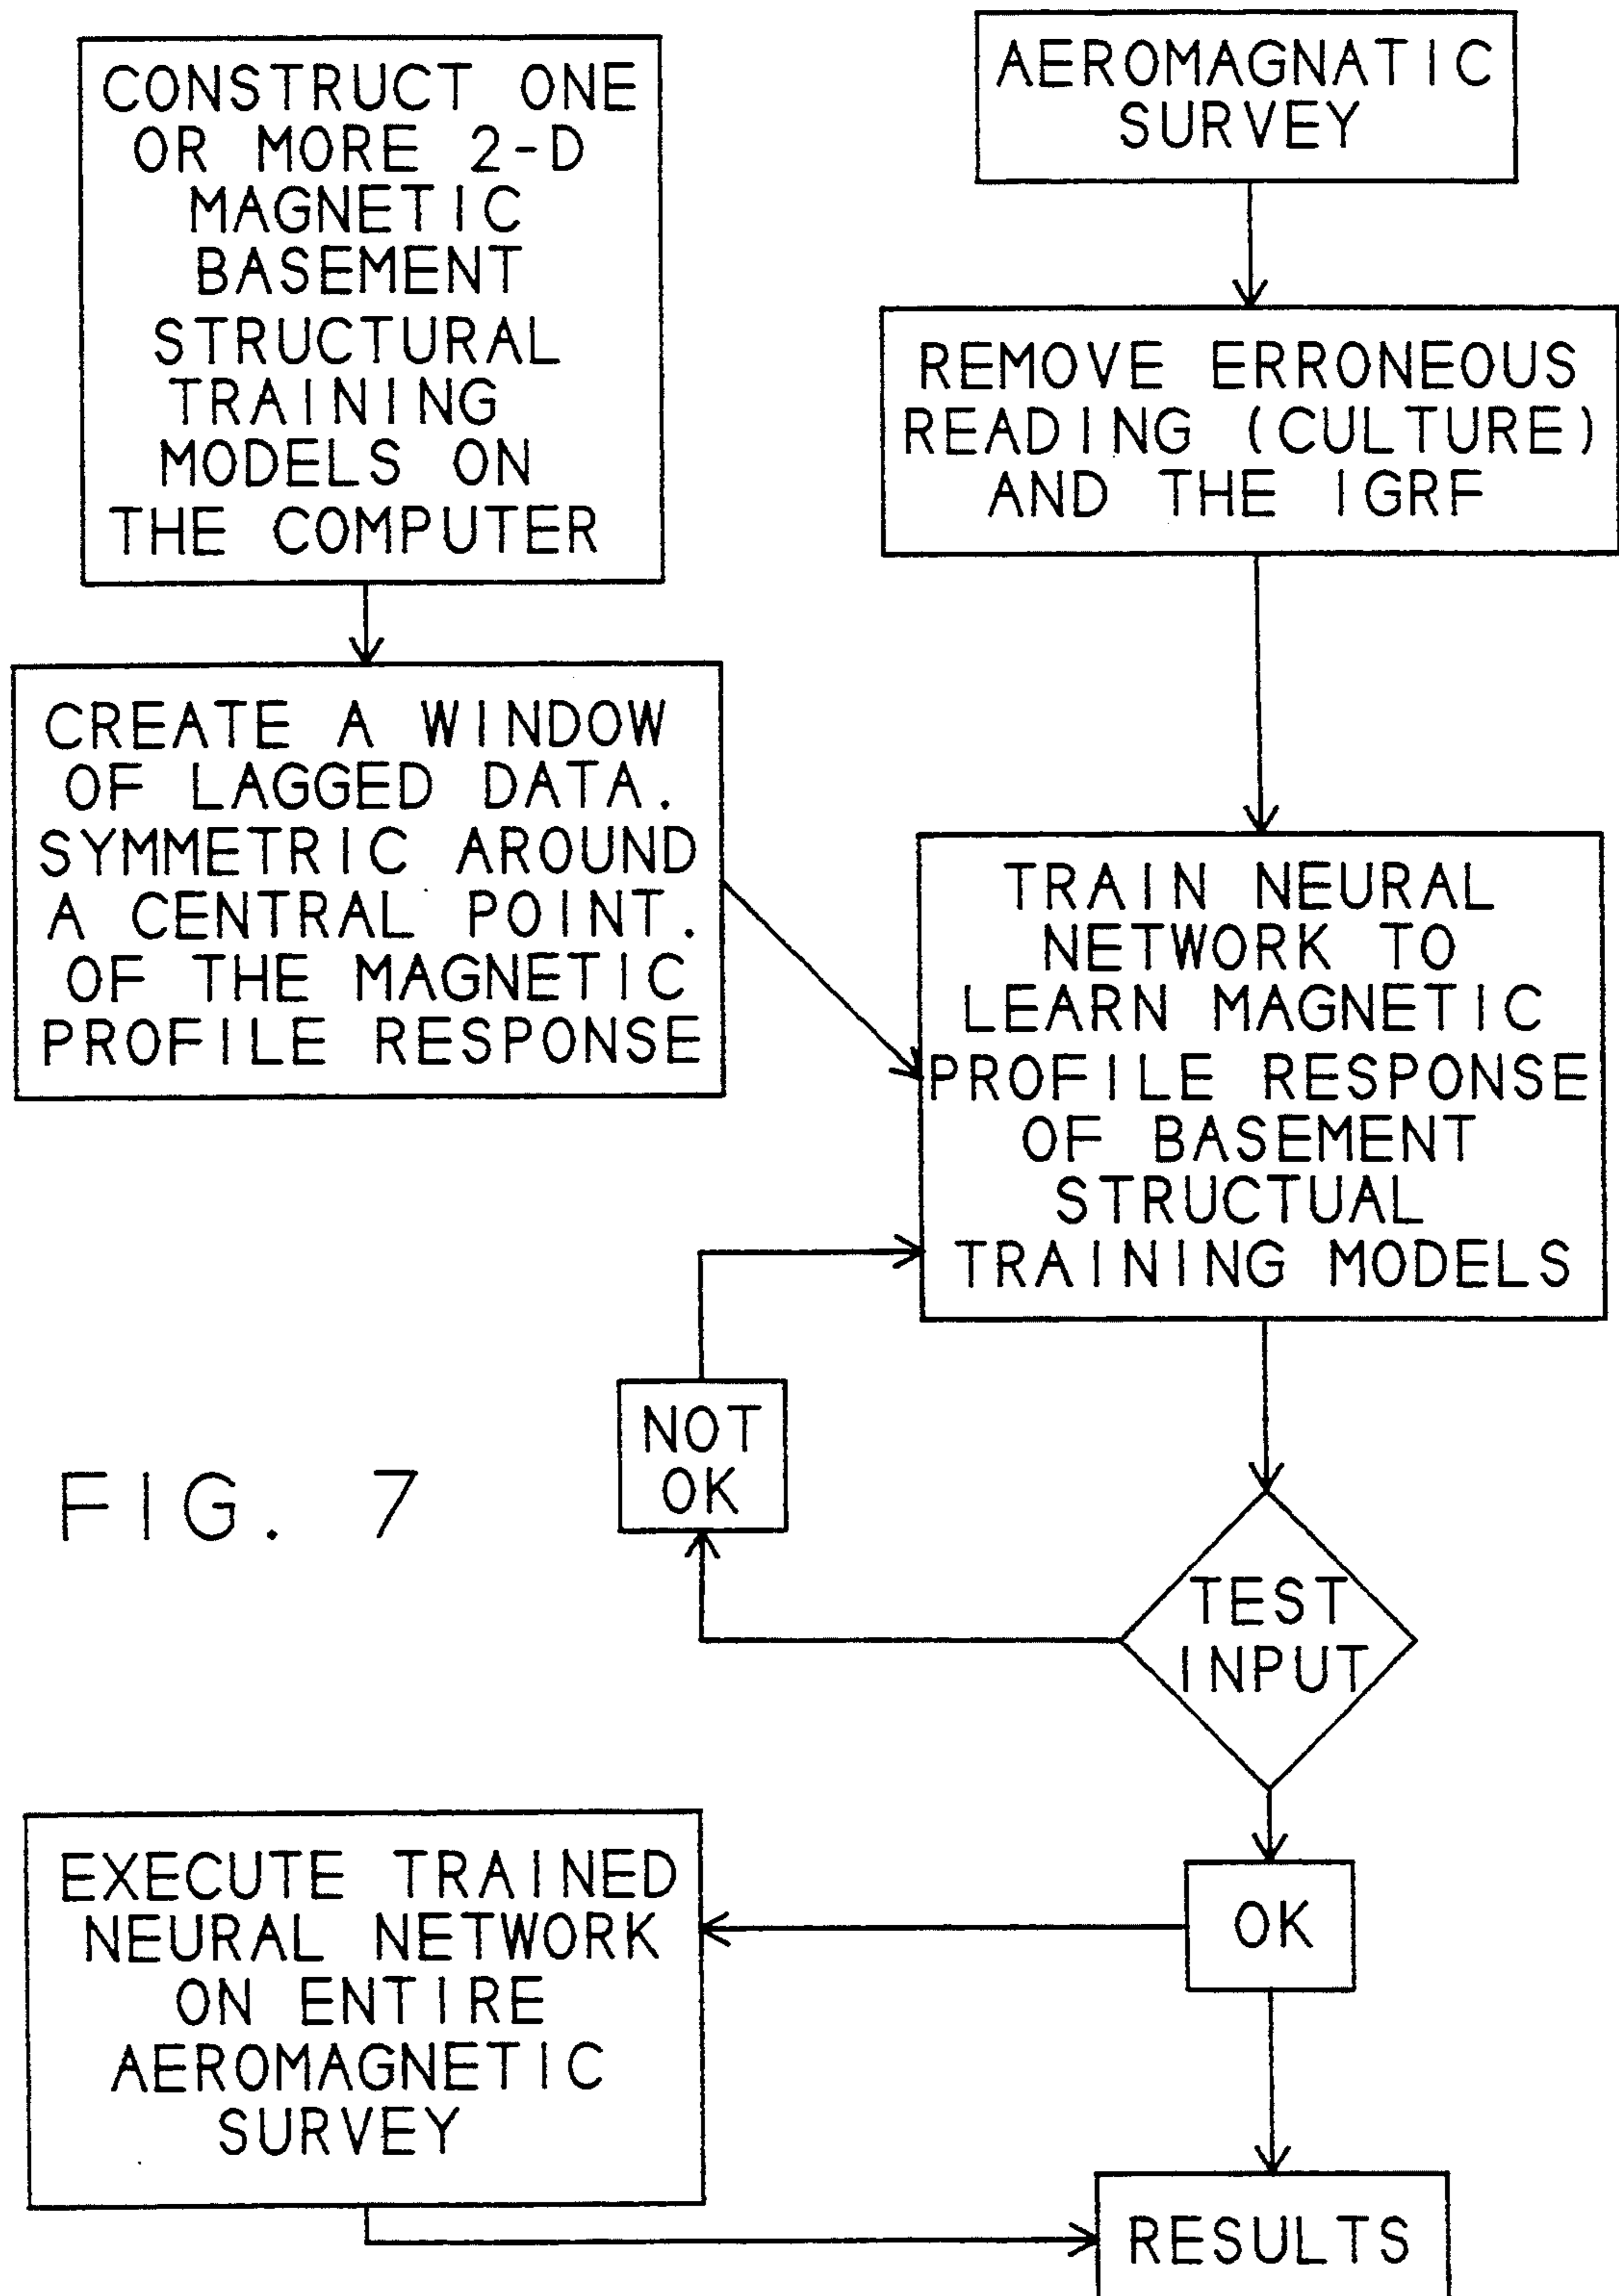 CONSTRUCT ONE
OR MORE 2-D
MAGNETIC
BASEMENT
STRUCTURAL
TRAINING
MODELS ON
THE COMPUTER
AEROMAGNATIC
SURVEY
REMOVE ERRONEOUS
READING (CULTURE)
AND THE IGRF
CREATE A WINDOW
OF LAGGED DATA.
SYMMETRIC AROUND
A CENTRAL POINT.
OF THE MAGNETIC
PROFILE RESPONSE
TRAIN NEURAL
NETWORK TO
LEARN MAGNETIC
PROFILE RESPONSE
OF BASEMENT
STRUCTUAL
TRAINING MODELS
NOT
OK
FIG. 7
TEST
INPUT
OK
EXECUTE TRAINED
NEURAL NETWORK
ON ENTIRE
AEROMAGNETIC
SURVEY
RESULTS